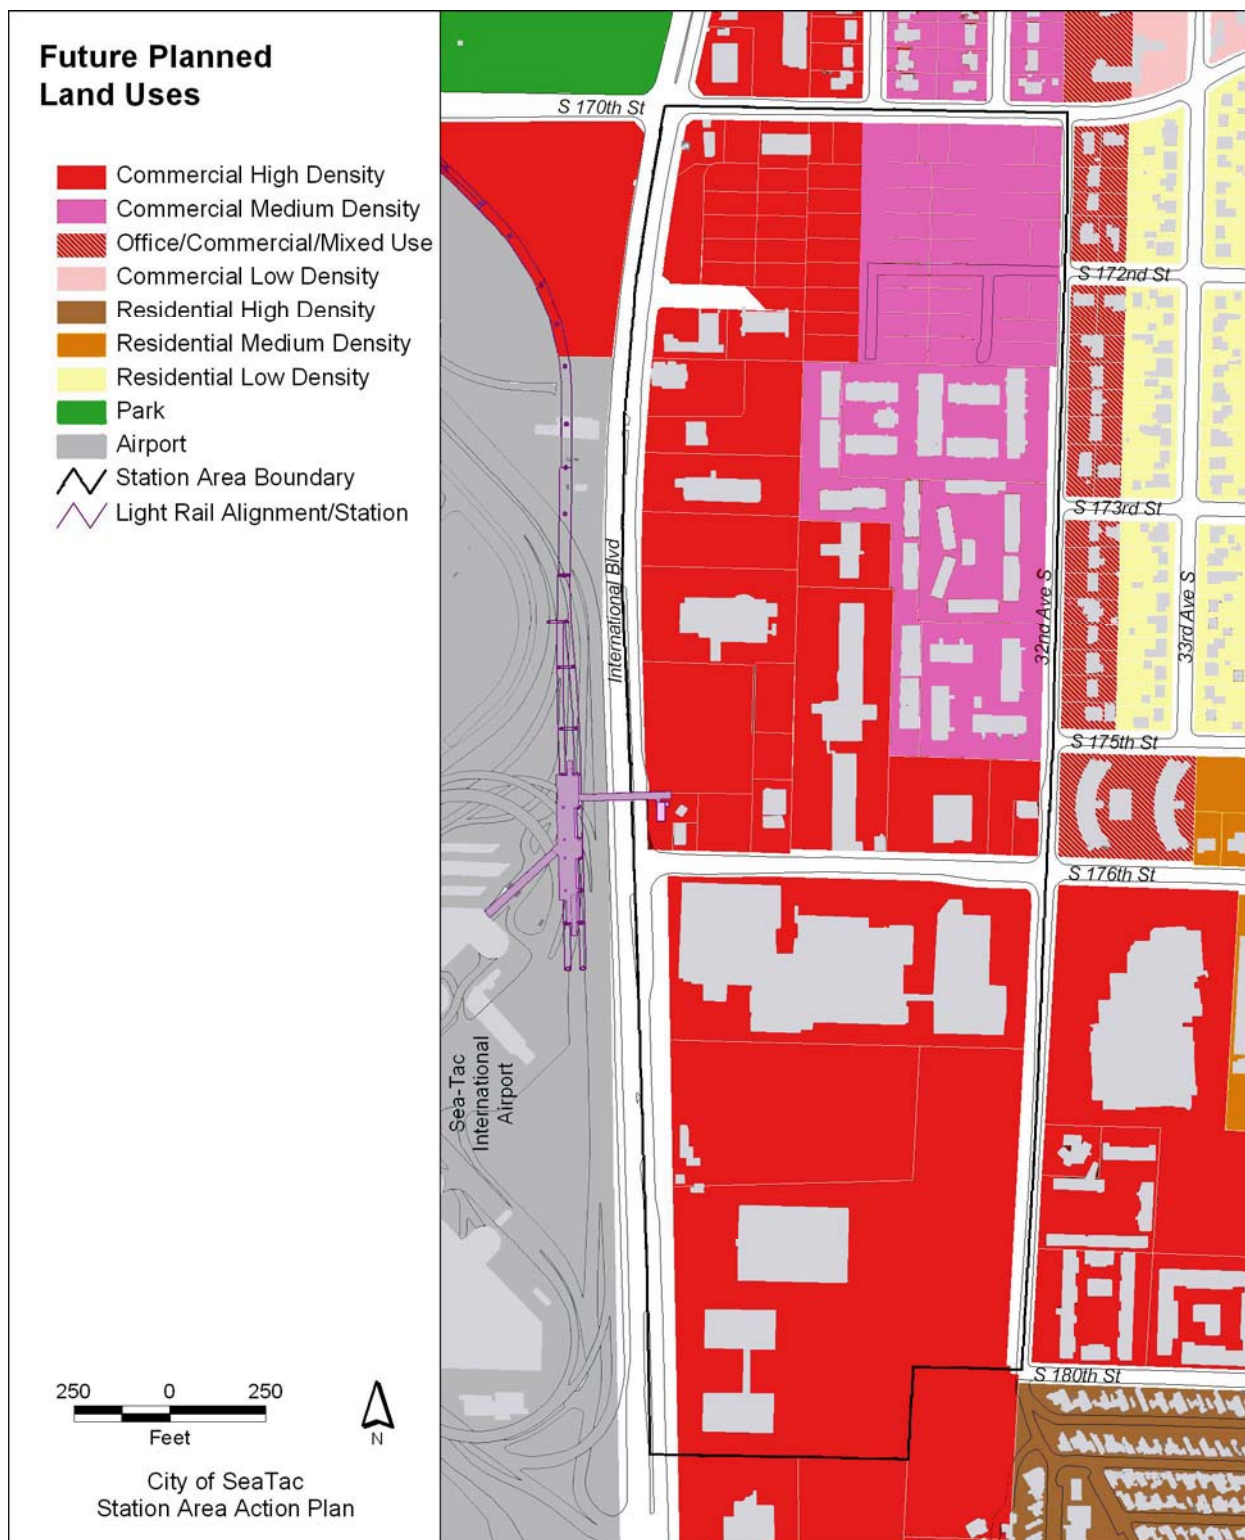 Future Planned
Land Uses
Commercial High Density
Commercial Medium Density
Office/Commercial/Mixed Use
Commercial Low Density
Residential High Density
Residential Medium Density
Residential Low Density
Park
Airport
Station Area Boundary
Light Rail Alignment/Station
S 170th St
S 172nd St
S 173rd St
International Blvd
32nd Ave S
33rd Ave S
S 175th St
S 176th St
Sea-Tac
International
Airport
S 180th St
250 0 250
Feet
N
City of SeaTac
Station Area Action Plan